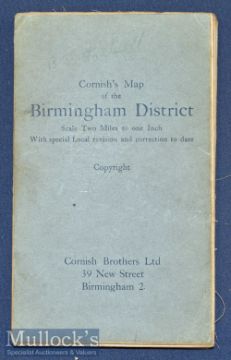 Cornish's Map
of the
Birmingham District
Scale Two Miles to one Inch
With special Local revision and correction to date
Copyright
Cornish Brothers Ltd
39 New Street
Birmingham 2
Mullock's
Specialist Auctioneers & Valuers